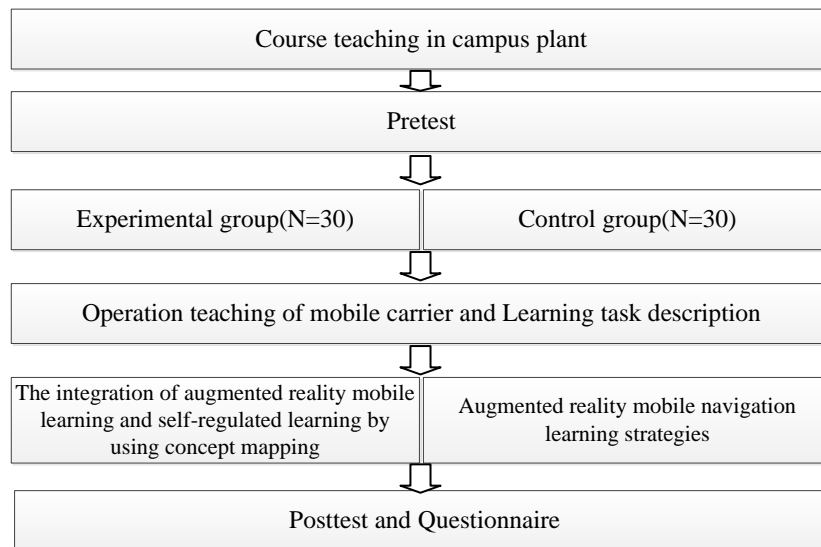 Course teaching in campus plant
Pretest
Experimental group(N=30)
Control group(N=30)
Operation teaching of mobile carrier and Learning task description
The integration of augmented reality mobile
learning and self-regulated learning by
using concept mapping
Augmented reality mobile navigation
learning strategies
Posttest and Questionnaire